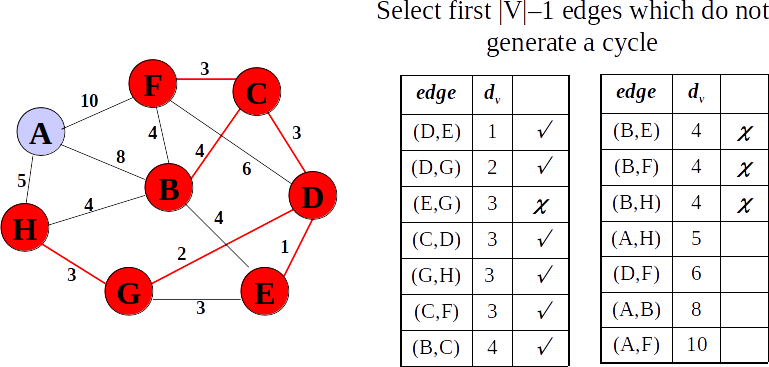 Select first |V|–1 edges which do not
generate a cycle
F
3
C
10
A
4
3
8
4
6
B
5
4
D
H
4
2
1
3
G
E
3
edge dv
(D,E) 1 √
(D,G) 2 √
(E,G) 3 χ
(C,D) 3 √
(G,H) 3 √
(C,F) 3 √
(B,C) 4 √
edge dv
(B,E) 4 χ
(B,F) 4 χ
(B,H) 4 χ
(A,H) 5
(D,F) 6
(A,B) 8
(A,F) 10